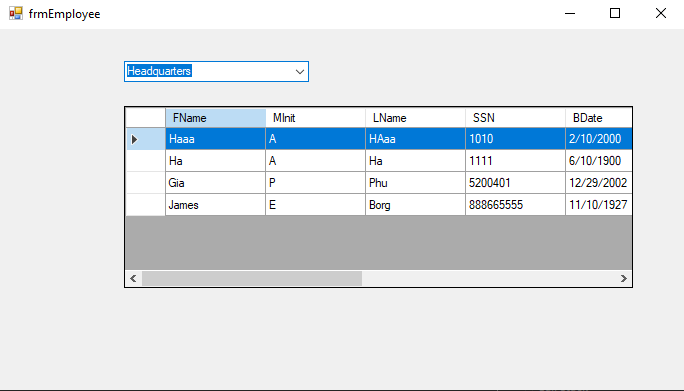 frmEmployee
Headquarters
FName MInit LName SSN BDate
Haaa A HAaa 1010 2/10/2000
Ha A Ha 1111 6/10/1900
Gia P Phu 5200401 12/29/2002
James E Borg 888665555 11/10/1927